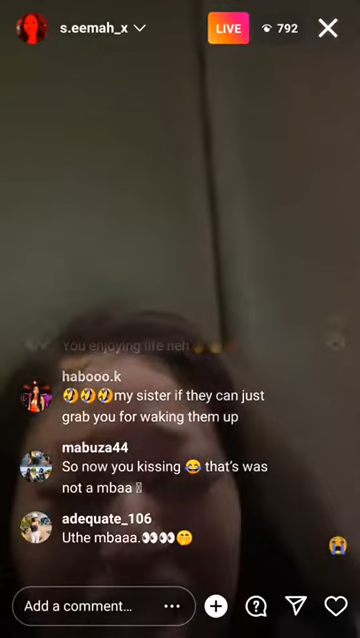 s.eemah_x
LIVE
792
You enjoying life neh
habooo.k
🤣🤣🤣my sister if they can just
grab you for waking them up
mabuza44
So now you kissing 😂 that's was
not a mbaa
adequate_106
Uthe mbaaa.👀👀🤭
Add a comment...